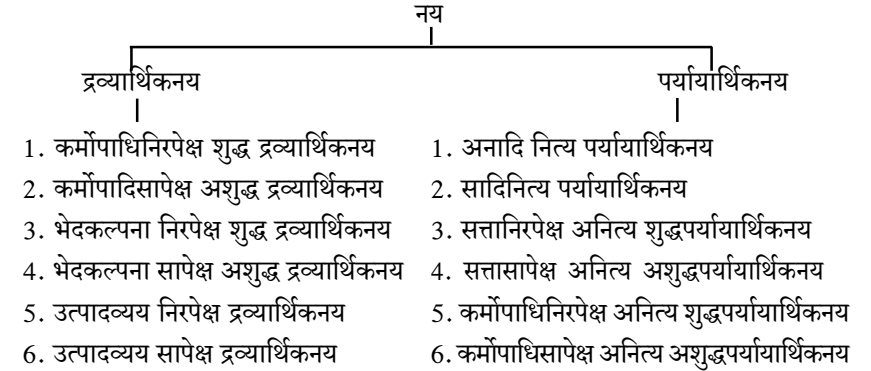 नय
द्रव्यार्थिकनय पर्यायार्थिकनय
1. कर्मोपाधिनिरपेक्ष शुद्ध द्रव्यार्थिकनय
2. कर्मोपादिसापेक्ष अशुद्ध द्रव्यार्थिकनय
3. भेदकल्पना निरपेक्ष शुद्ध द्रव्यार्थिकनय
4. भेदकल्पना सापेक्ष अशुद्ध द्रव्यार्थिकनय
5. उत्पादव्यय निरपेक्ष द्रव्यार्थिकनय
6. उत्पादव्यय सापेक्ष द्रव्यार्थिकनय
1. अनादि नित्य पर्यायार्थिकनय
2. सादिनित्य पर्यायार्थिकनय
3. सत्तानिरपेक्ष अनित्य शुद्धपर्यायार्थिकनय
4. सत्तासापेक्ष अनित्य अशुद्धपर्यायार्थिकनय
5. कर्मोपाधिनिरपेक्ष अनित्य शुद्धपर्यायार्थिकनय
6. कर्मोपाधिसापेक्ष अनित्य अशुद्धपर्यायार्थिकनय